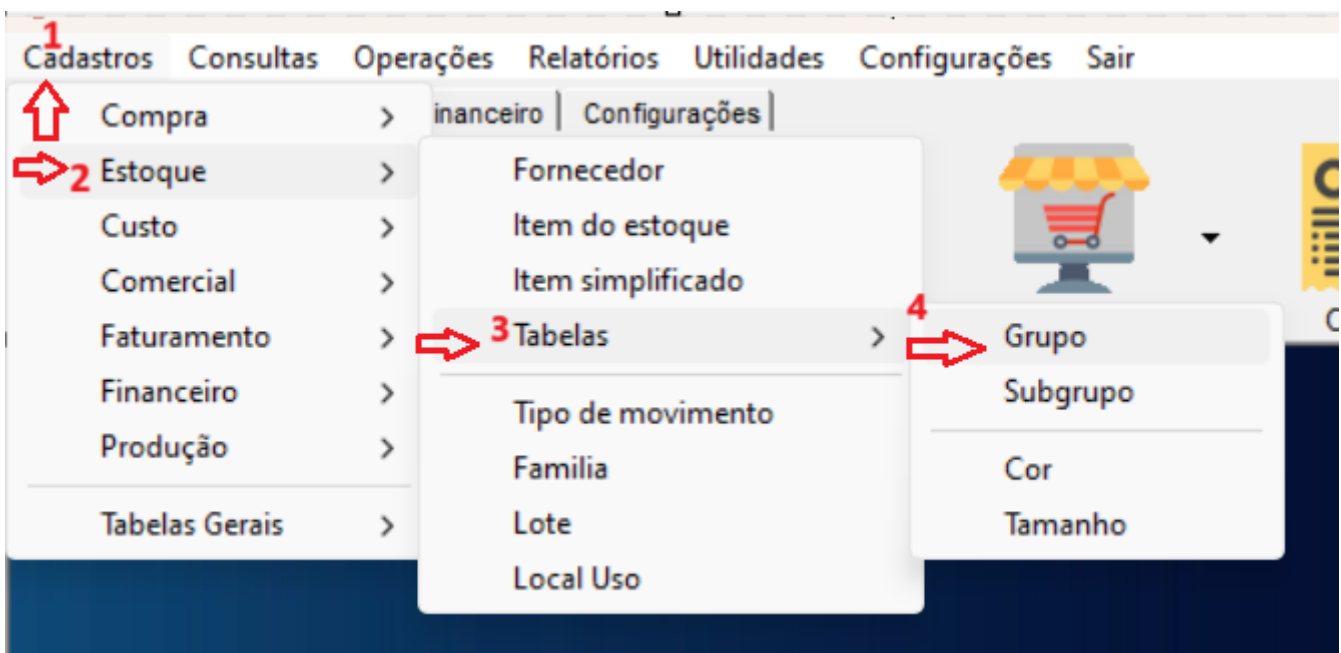 1
Cadastros Consultas Operações Relatórios Utilidades Configurações Sair
Compra
inanceiro Configurações
2 Estoque
Custo
Comercial
Faturamento
Financeiro
Produção
Tabelas Gerais
Fornecedor
Item do estoque
Item simplificado
3 Tabelas
Tipo de movimento
Familia
Lote
Local Uso
4
Grupo
Subgrupo
Cor
Tamanho